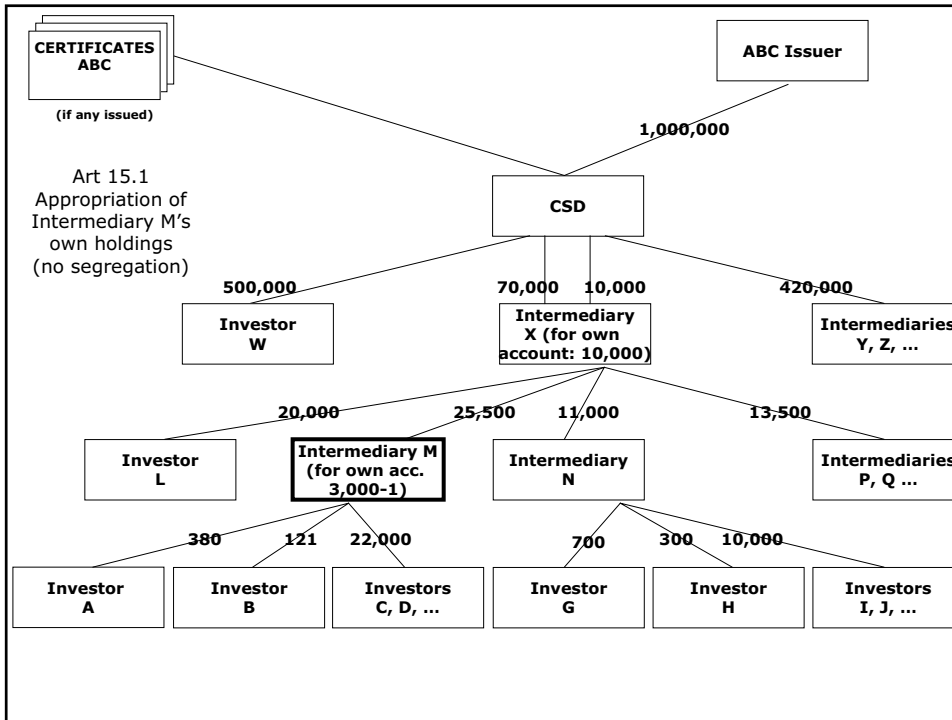 CERTIFICATES
ABC
(if any issued)
ABC Issuer
1,000,000
Art 15.1
Appropriation of
Intermediary M's
own holdings
(no segregation)
CSD
500,000
70,000
10,000
420,000
Investor
W
Intermediary
X (for own
account: 10,000)
Intermediaries
Y, Z, ...
20,000
25,500
11,000
13,500
Investor
L
Intermediary M
(for own acc.
3,000-1)
Intermediary
N
Intermediaries
P, Q ...
380
121
22,000
700
300
10,000
Investor
A
Investor
B
Investors
C, D, ...
Investor
G
Investor
H
Investors
I, J, ...